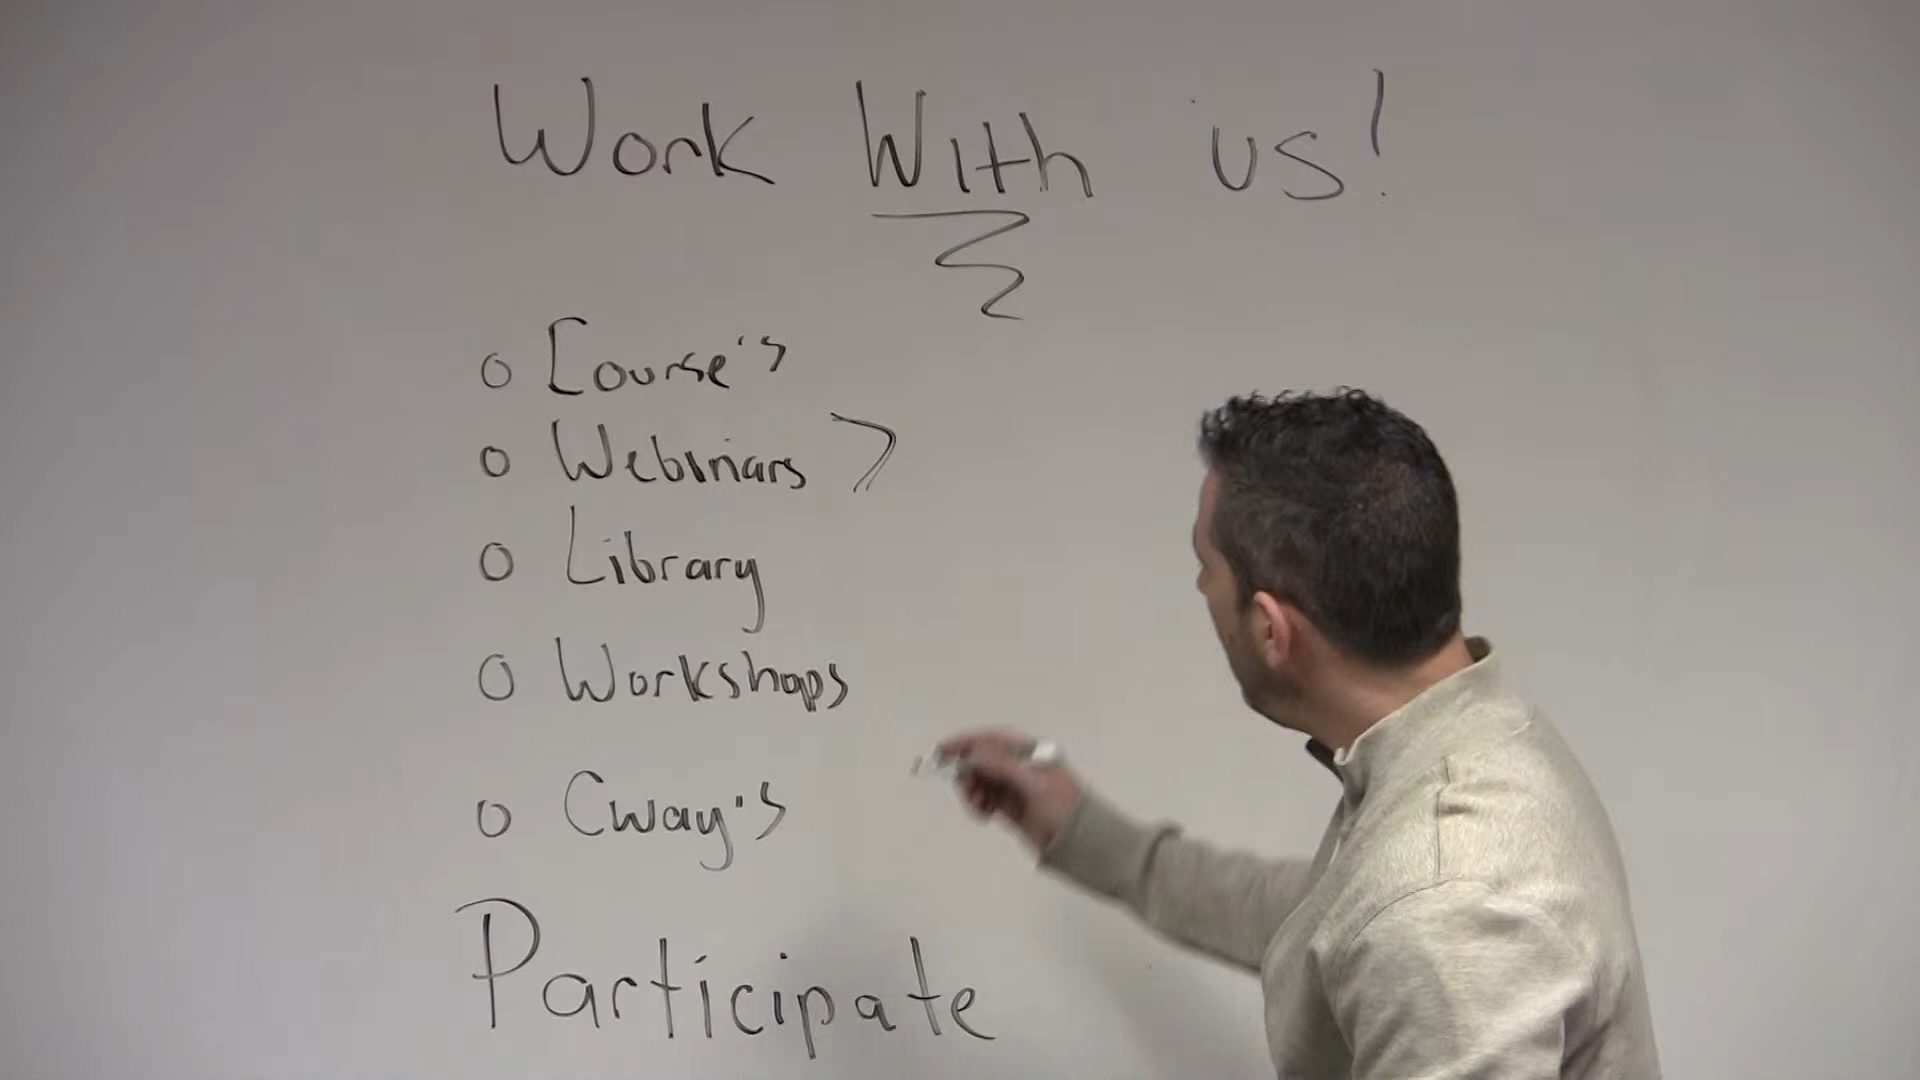 Work With us!
o Course's
o Webinars >
o Library
o Workshops
o Cway's
Participate